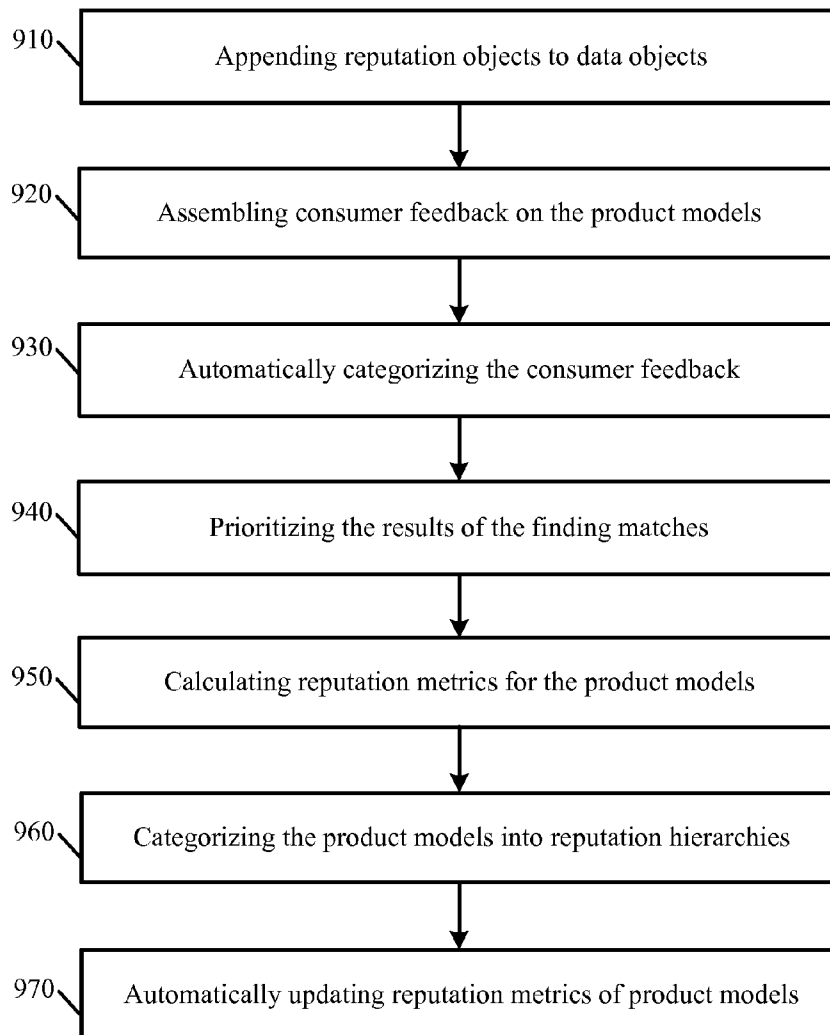 910 Appending reputation objects to data objects
920 Assembling consumer feedback on the product models
930 Automatically categorizing the consumer feedback
940 Prioritizing the results of the finding matches
950 Calculating reputation metrics for the product models
960 Categorizing the product models into reputation hierarchies
970 Automatically updating reputation metrics of product models